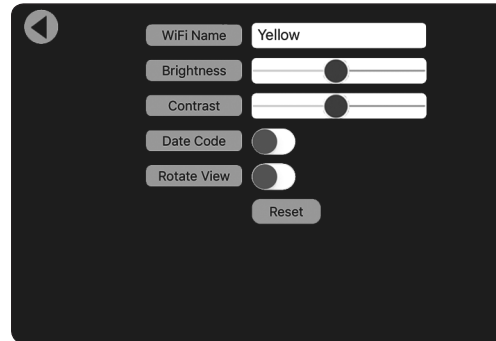 WiFi Name Yellow
Brightness
Contrast
Date Code
Rotate View
Reset